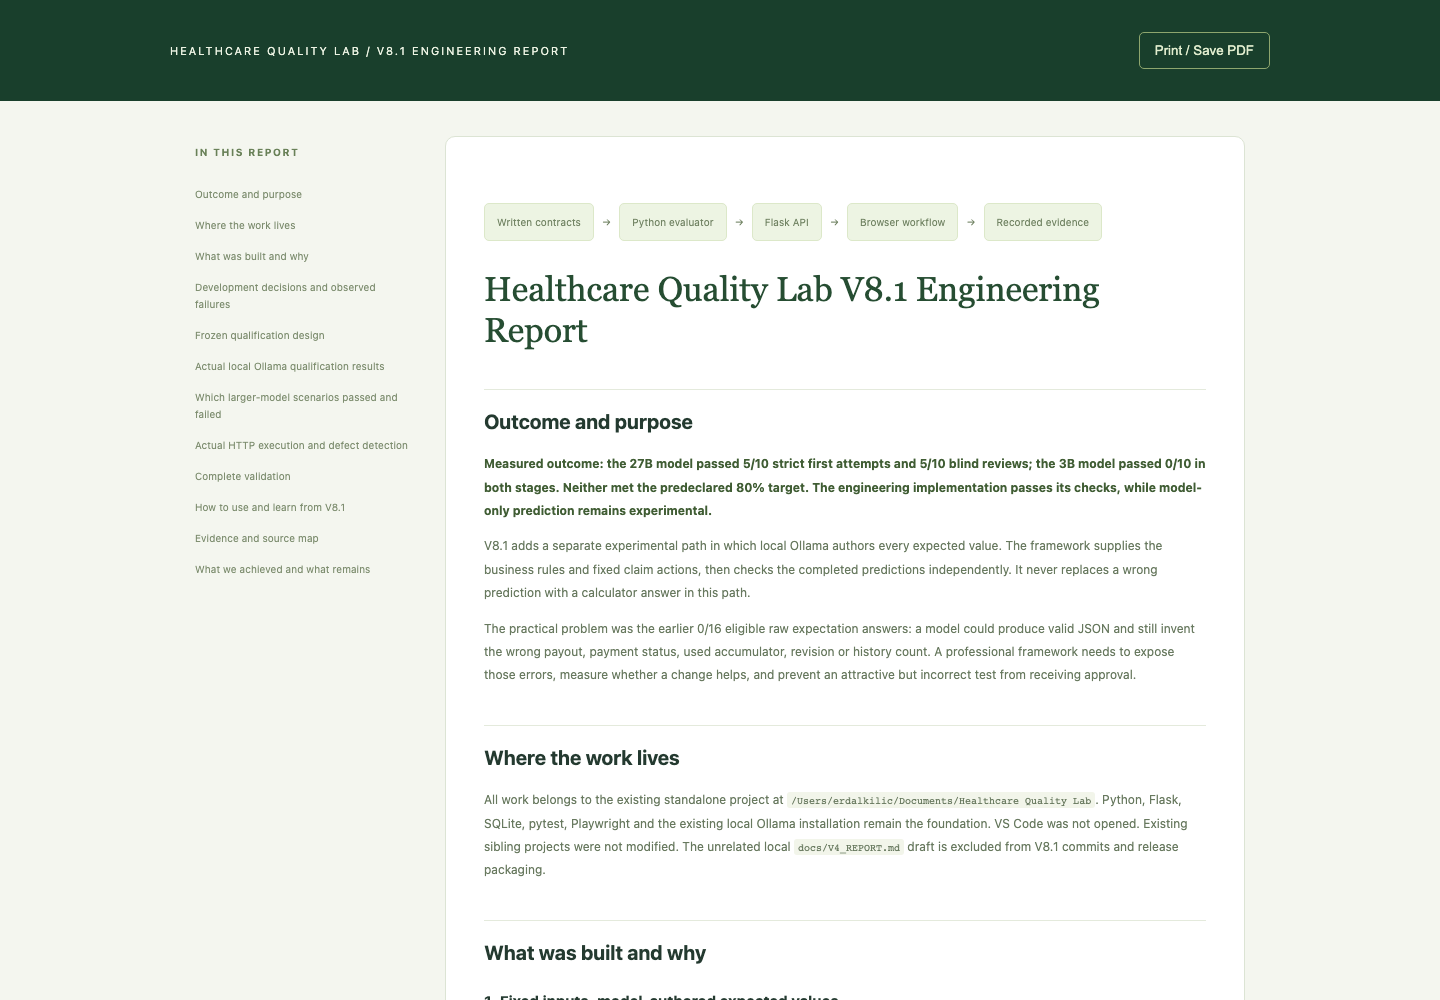 HEALTHCARE QUALITY LAB / V8.1 ENGINEERING REPORT
Print / Save PDF
IN THIS REPORT
Outcome and purpose
Where the work lives
What was built and why
Development decisions and observed
failures
Frozen qualification design
Actual local Ollama qualification results
Which larger-model scenarios passed and
failed
Actual HTTP execution and defect detection
Complete validation
How to use and learn from V8.1
Evidence and source map
What we achieved and what remains
Written contracts → Python evaluator → Flask API → Browser workflow → Recorded evidence
Healthcare Quality Lab V8.1 Engineering
Report
Outcome and purpose
Measured outcome: the 27B model passed 5/10 strict first attempts and 5/10 blind reviews; the 3B model passed 0/10 in
both stages. Neither met the predeclared 80% target. The engineering implementation passes its checks, while model-
only prediction remains experimental.
V8.1 adds a separate experimental path in which local Ollama authors every expected value. The framework supplies the
business rules and fixed claim actions, then checks the completed predictions independently. It never replaces a wrong
prediction with a calculator answer in this path.
The practical problem was the earlier 0/16 eligible raw expectation answers: a model could produce valid JSON and still invent
the wrong payout, payment status, used accumulator, revision or history count. A professional framework needs to expose
those errors, measure whether a change helps, and prevent an attractive but incorrect test from receiving approval.
Where the work lives
All work belongs to the existing standalone project at /Users/erdalkilic/Documents/Healthcare Quality Lab. Python, Flask,
SQLite, pytest, Playwright and the existing local Ollama installation remain the foundation. VS Code was not opened. Existing
sibling projects were not modified. The unrelated local docs/V4_REPORT.md draft is excluded from V8.1 commits and release
packaging.
What was built and why
1. Fixed inputs, model-authored expected values